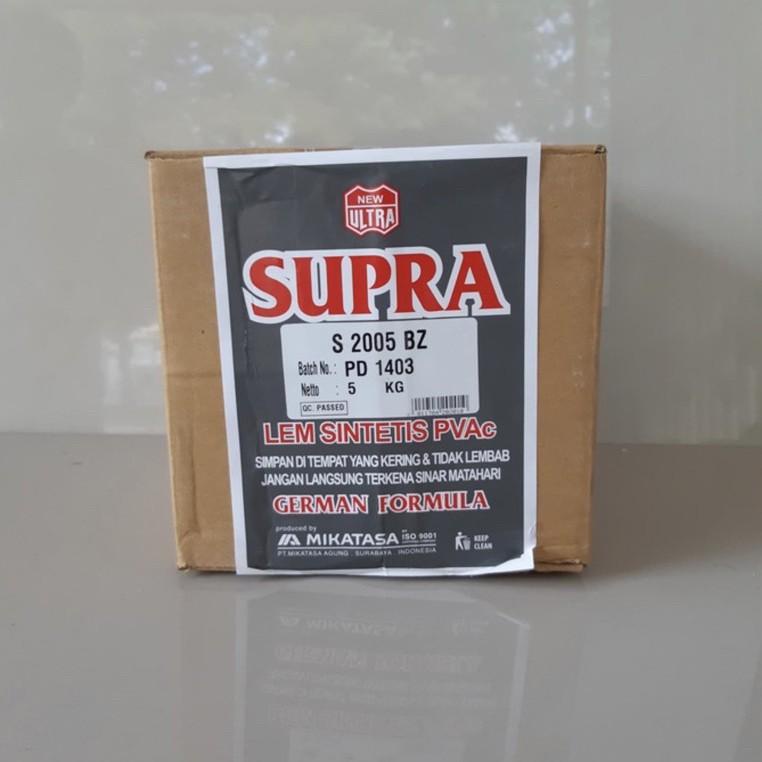 NEW
ULTRA
SUPRA
S 2005 BZ
Batch No.: PD 1403
Netto : 5 KG
QC. PASSED
LEM SINTETIS PVAc
SIMPAN DI TEMPAT YANG KERING & TIDAK LEMBAB
JANGAN LANGSUNG TERKENA SINAR MATAHARI
GERMAN FORMULA
produced by
MIKATASA ISO 9001
PT. MIKATASA AGUNG . SURABAYA . INDONESIA
KEEP
CLEAN